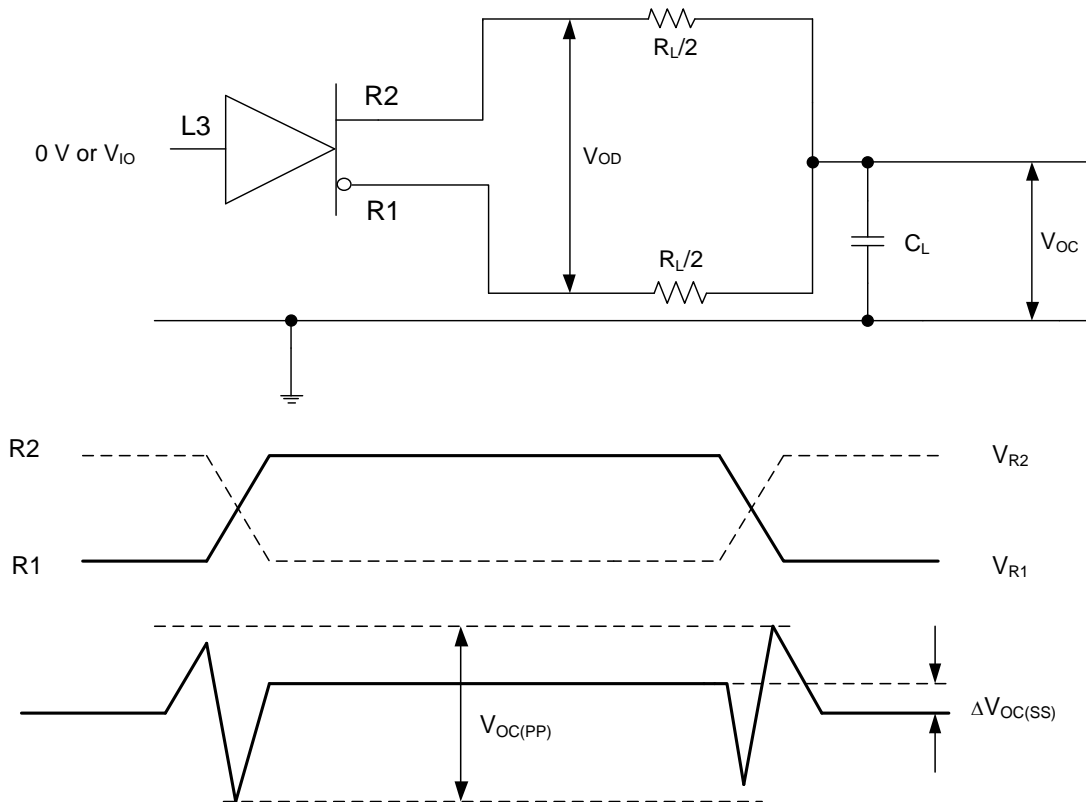 R_L/2
R2
L3
0 V or V_IO
V_OD
R1
R_L/2
C_L
V_OC
R2
V_R2
R1
V_R1
V_OC(PP)
ΔV_OC(SS)